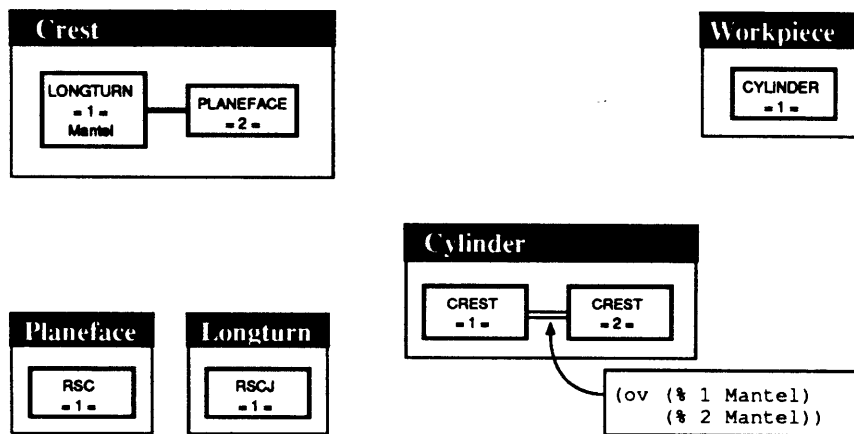 Crest
LONGTURN
= 1 =
Mantel
PLANEFACE
= 2 =
Workpiece
CYLINDER
= 1 =
Cylinder
CREST
= 1 =
CREST
= 2 =
(ov (% 1 Mantel)
(% 2 Mantel))
Planeface
RSC
= 1 =
Longturn
RSCJ
= 1 =